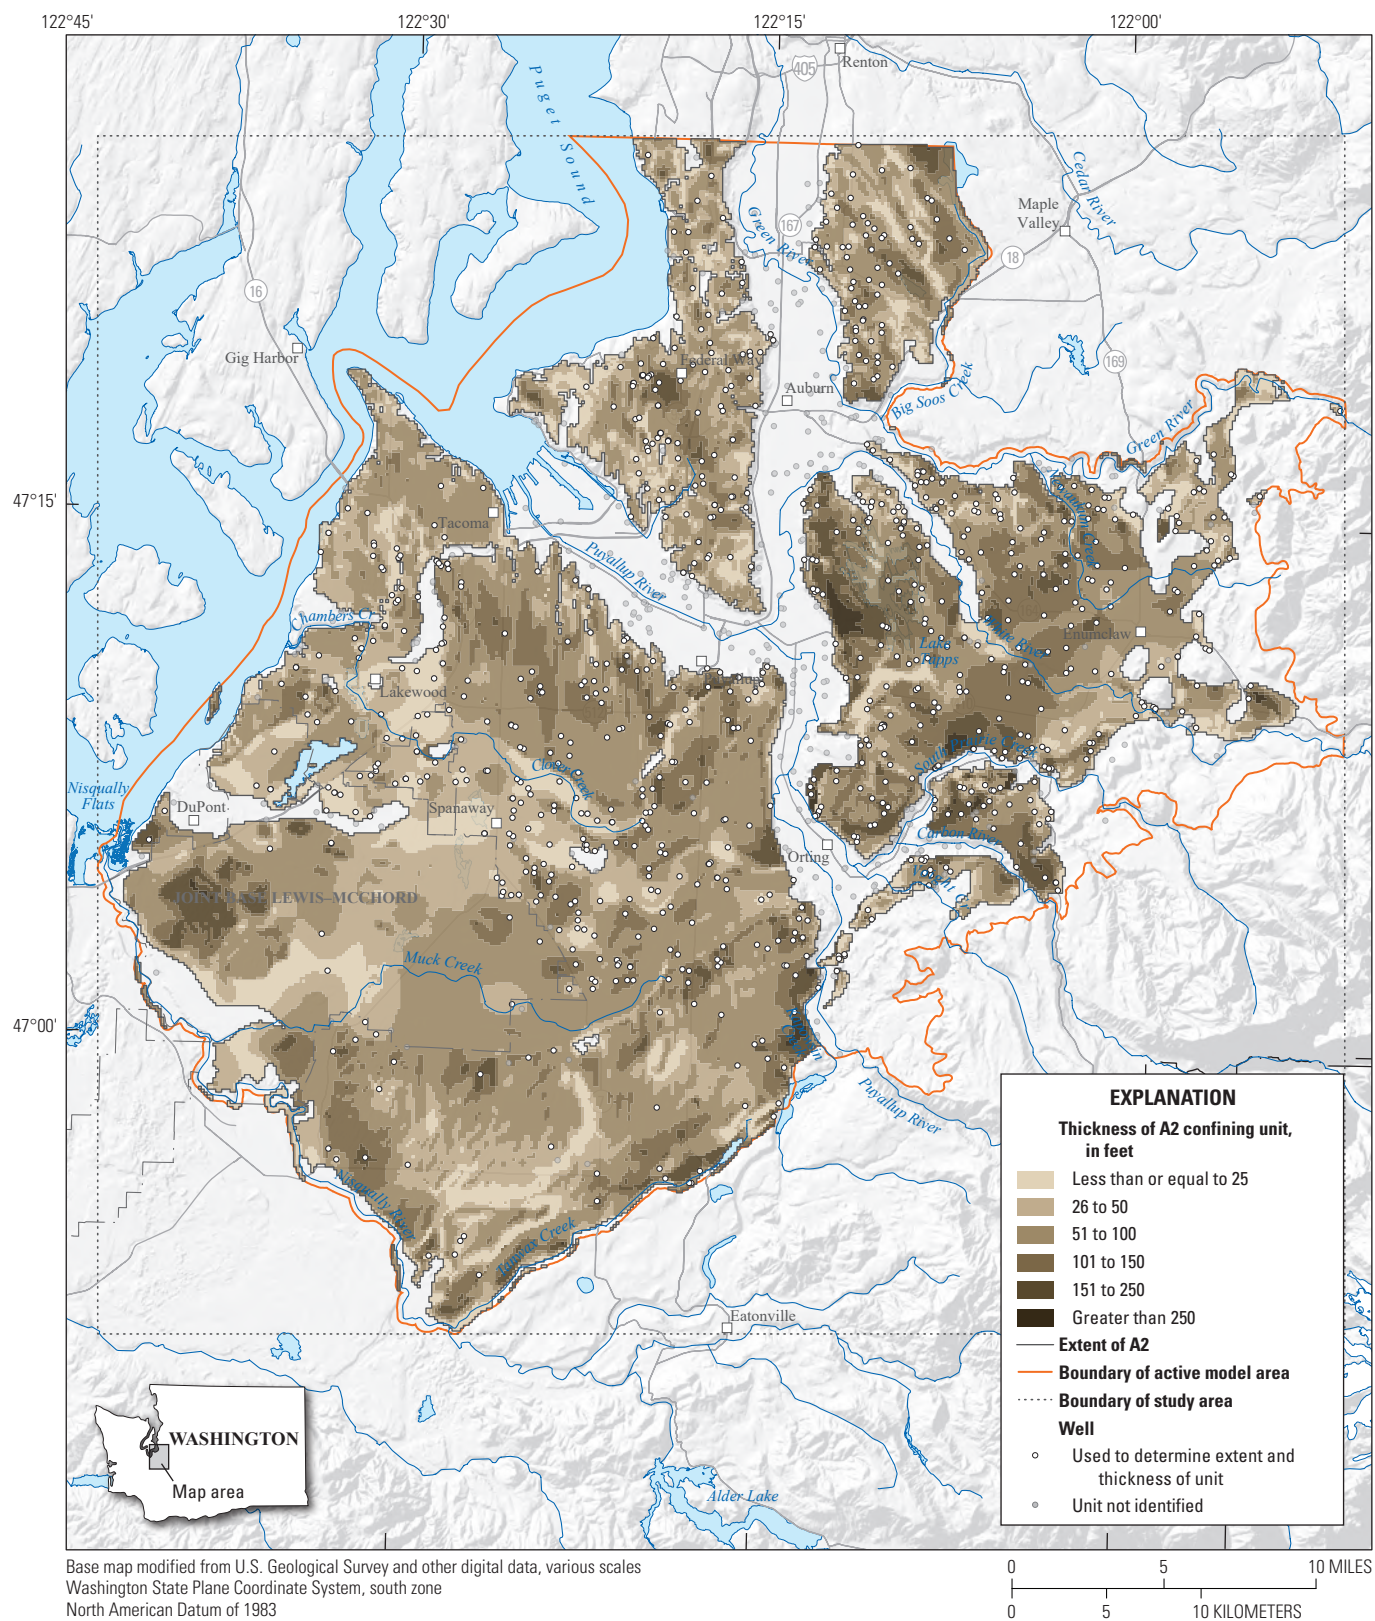 122°45'
122°30'
122°15'
122°00'
Renton
405
Puget Sound
Cedar River
Maple
Valley
167
Green River
18
16
Gig Harbor
Federal Way
169
Auburn
Big Soos Creek
Green River
47°15'
Tacoma
Puyallup River
Chambers Cr
White River
Enumclaw
Lake
Tapps
Puyallup
Lakewood
South Prairie Creek
Clover Creek
Nisqually
Flats
DuPont
Spanaway
Carbon River
Orting
Voight
JOINT BASE LEWIS–MCCHORD
Muck Creek
47°00'
Puyallup River
Nisqually River
Tanwax Creek
Eatonville
Alder Lake
EXPLANATION
Thickness of A2 confining unit,
in feet
Less than or equal to 25
26 to 50
51 to 100
101 to 150
151 to 250
Greater than 250
Extent of A2
Boundary of active model area
Boundary of study area
Well
Used to determine extent and
thickness of unit
Unit not identified
WASHINGTON
Map area
Base map modified from U.S. Geological Survey and other digital data, various scales
Washington State Plane Coordinate System, south zone
North American Datum of 1983
0 5 10 MILES
0 5 10 KILOMETERS